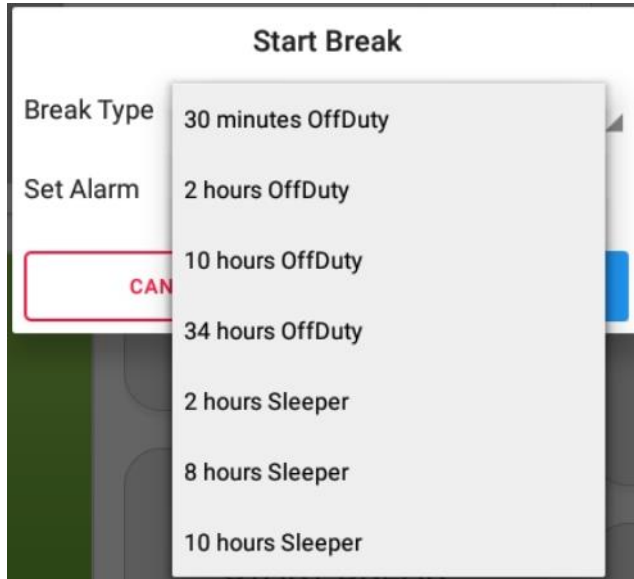 Start Break
Break Type
30 minutes OffDuty
Set Alarm
2 hours OffDuty
10 hours OffDuty
CAN
34 hours OffDuty
2 hours Sleeper
8 hours Sleeper
10 hours Sleeper